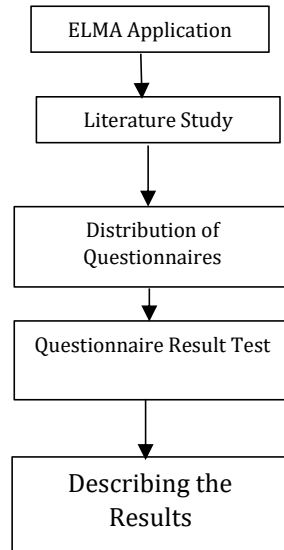 ELMA Application
Literature Study
Distribution of
Questionnaires
Questionnaire Result Test
Describing the
Results